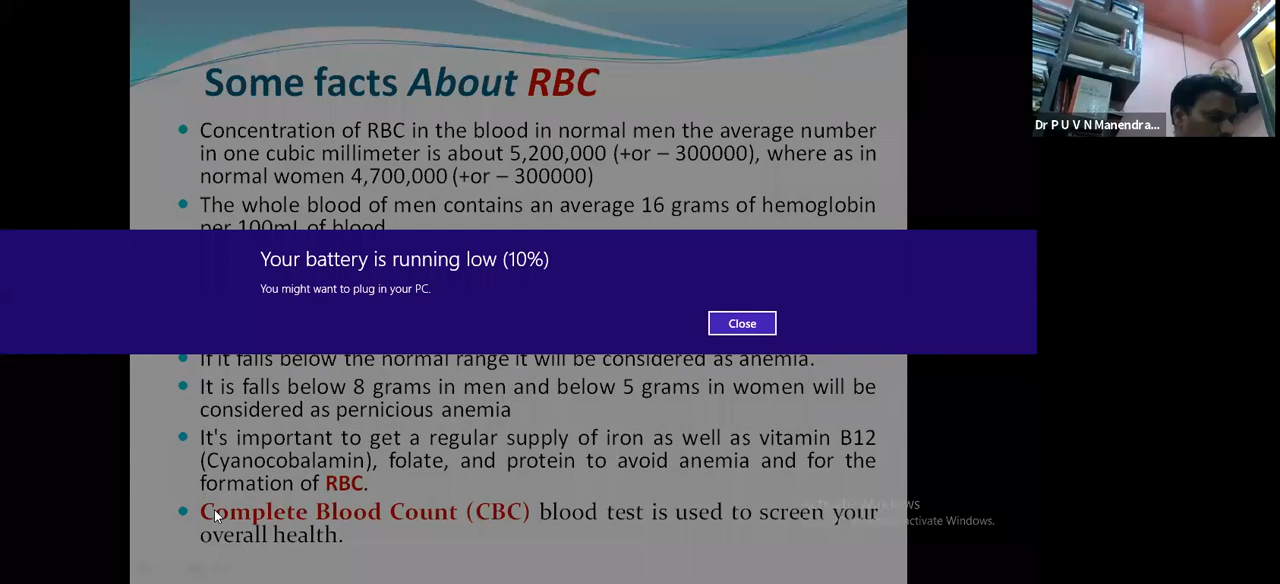 Some facts About RBC
Dr P U V N Manendra...
Concentration of RBC in the blood in normal men the average number
in one cubic millimeter is about 5,200,000 (+or – 300000), where as in
normal women 4,700,000 (+or – 300000)
The whole blood of men contains an average 16 grams of hemoglobin
per 100mL of blood
Your battery is running low (10%)
You might want to plug in your PC.
Close
If it falls below the normal range it will be considered as anemia.
It is falls below 8 grams in men and below 5 grams in women will be
considered as pernicious anemia
It's important to get a regular supply of iron as well as vitamin B12
(Cyanocobalamin), folate, and protein to avoid anemia and for the
formation of RBC.
Complete Blood Count (CBC) blood test is used to screen your
overall health.
Windows.